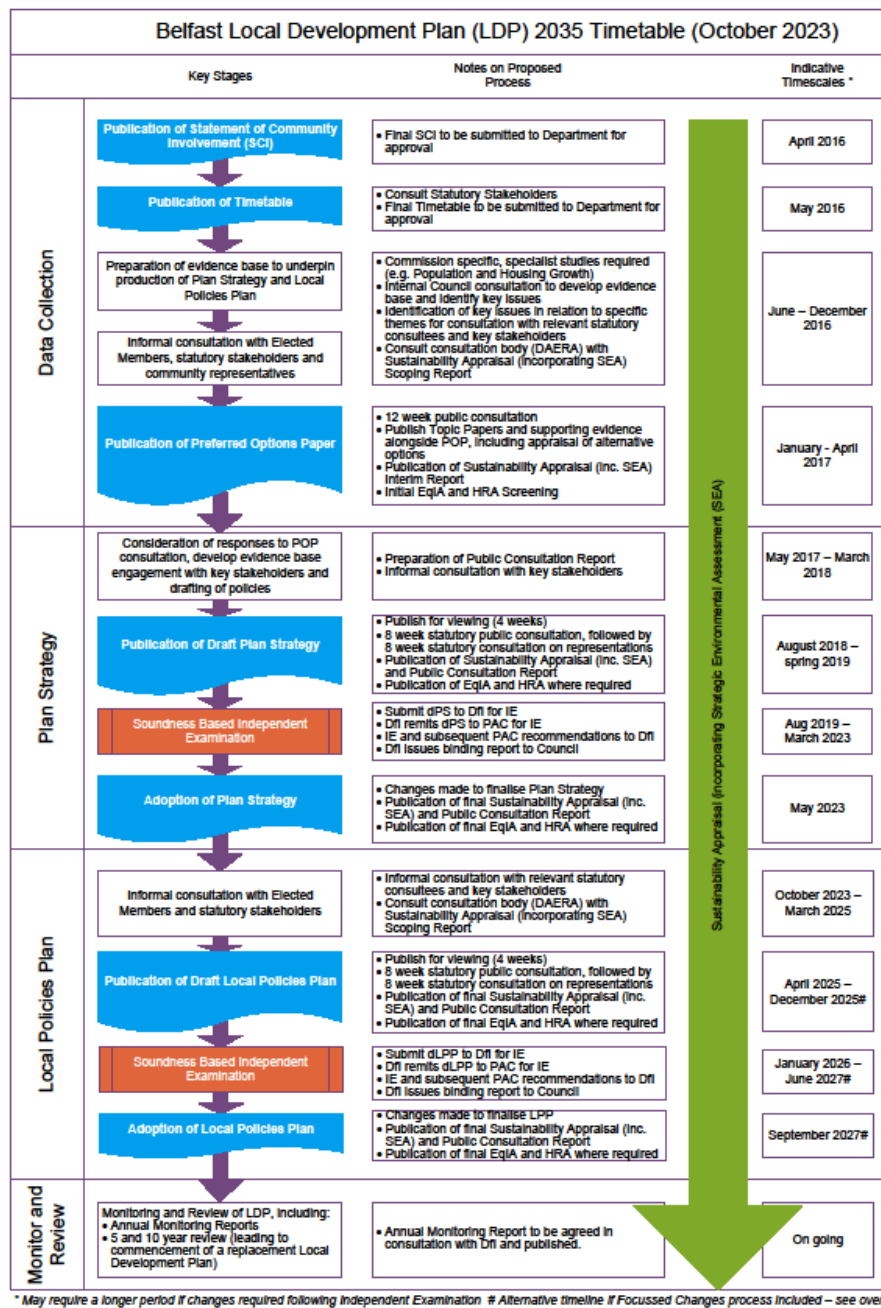 Belfast Local Development Plan (LDP) 2035 Timetable (October 2023)
Key Stages
Notes on Proposed
Process
Indicative
Timescales *
Data Collection
Publication of Statement of Community
Involvement (SCI)
• Final SCI to be submitted to Department for
approval
April 2016
Publication of Timetable
• Consult Statutory Stakeholders
• Final Timetable to be submitted to Department for
approval
May 2016
Preparation of evidence base to underpin
production of Plan Strategy and Local
Policies Plan
Informal consultation with Elected
Members, statutory stakeholders and
community representatives
• Commission specific, specialist studies required
(e.g. Population and Housing Growth)
• Internal Council consultation to develop evidence
base and identify key issues
• Identification of key issues in relation to specific
themes for consultation with relevant statutory
consultees and key stakeholders
• Consult consultation body (DAERA) with
Sustainability Appraisal (incorporating SEA)
Scoping Report
June – December
2016
Publication of Preferred Options Paper
• 12 week public consultation
• Publish Topic Papers and supporting evidence
alongside POP, including appraisal of alternative
options
• Publication of Sustainability Appraisal (inc. SEA)
Interim Report
• Initial EqIA and HRA Screening
January - April
2017
Plan Strategy
Consideration of responses to POP
consultation, develop evidence base
engagement with key stakeholders and
drafting of policies
• Preparation of Public Consultation Report
• Informal consultation with key stakeholders
May 2017 – March
2018
Publication of Draft Plan Strategy
• Publish for viewing (4 weeks)
• 8 week statutory public consultation, followed by
8 week statutory consultation on representations
• Publication of Sustainability Appraisal (inc. SEA)
and Public Consultation Report
• Publication of EqIA and HRA where required
August 2018 –
spring 2019
Soundness Based Independent
Examination
• Submit dPS to DfI for IE
• DfI remits dPS to PAC for IE
• IE and subsequent PAC recommendations to DfI
• DfI issues binding report to Council
Aug 2019 –
March 2023
Adoption of Plan Strategy
• Changes made to finalise Plan Strategy
• Publication of final Sustainability Appraisal (inc.
SEA) and Public Consultation Report
• Publication of final EqIA and HRA where required
May 2023
Local Policies Plan
Informal consultation with Elected
Members and statutory stakeholders
• Informal consultation with relevant statutory
consultees and key stakeholders
• Consult consultation body (DAERA) with
Sustainability Appraisal (incorporating SEA)
Scoping Report
October 2023 –
March 2025
Publication of Draft Local Policies Plan
• Publish for viewing (4 weeks)
• 8 week statutory public consultation, followed by
8 week statutory consultation on representations
• Publication of final Sustainability Appraisal (inc.
SEA) and Public Consultation Report
• Publication of final EqIA and HRA where required
April 2025 –
December 2025#
Soundness Based Independent
Examination
• Submit dLPP to DfI for IE
• DfI remits dLPP to PAC for IE
• IE and subsequent PAC recommendations to DfI
• DfI issues binding report to Council
January 2026 –
June 2027#
Adoption of Local Policies Plan
• Changes made to finalise LPP
• Publication of final Sustainability Appraisal (inc.
SEA) and Public Consultation Report
• Publication of final EqIA and HRA where required
September 2027#
Monitor and
Review
Monitoring and Review of LDP, including:
• Annual Monitoring Reports
• 5 and 10 year review (leading to
commencement of a replacement Local
Development Plan)
• Annual Monitoring Report to be agreed in
consultation with DfI and published.
On going
Sustainability Appraisal (incorporating Strategic Environmental Assessment (SEA)
* May require a longer period if changes required following Independent Examination # Alternative timeline if Focussed Changes process included – see over